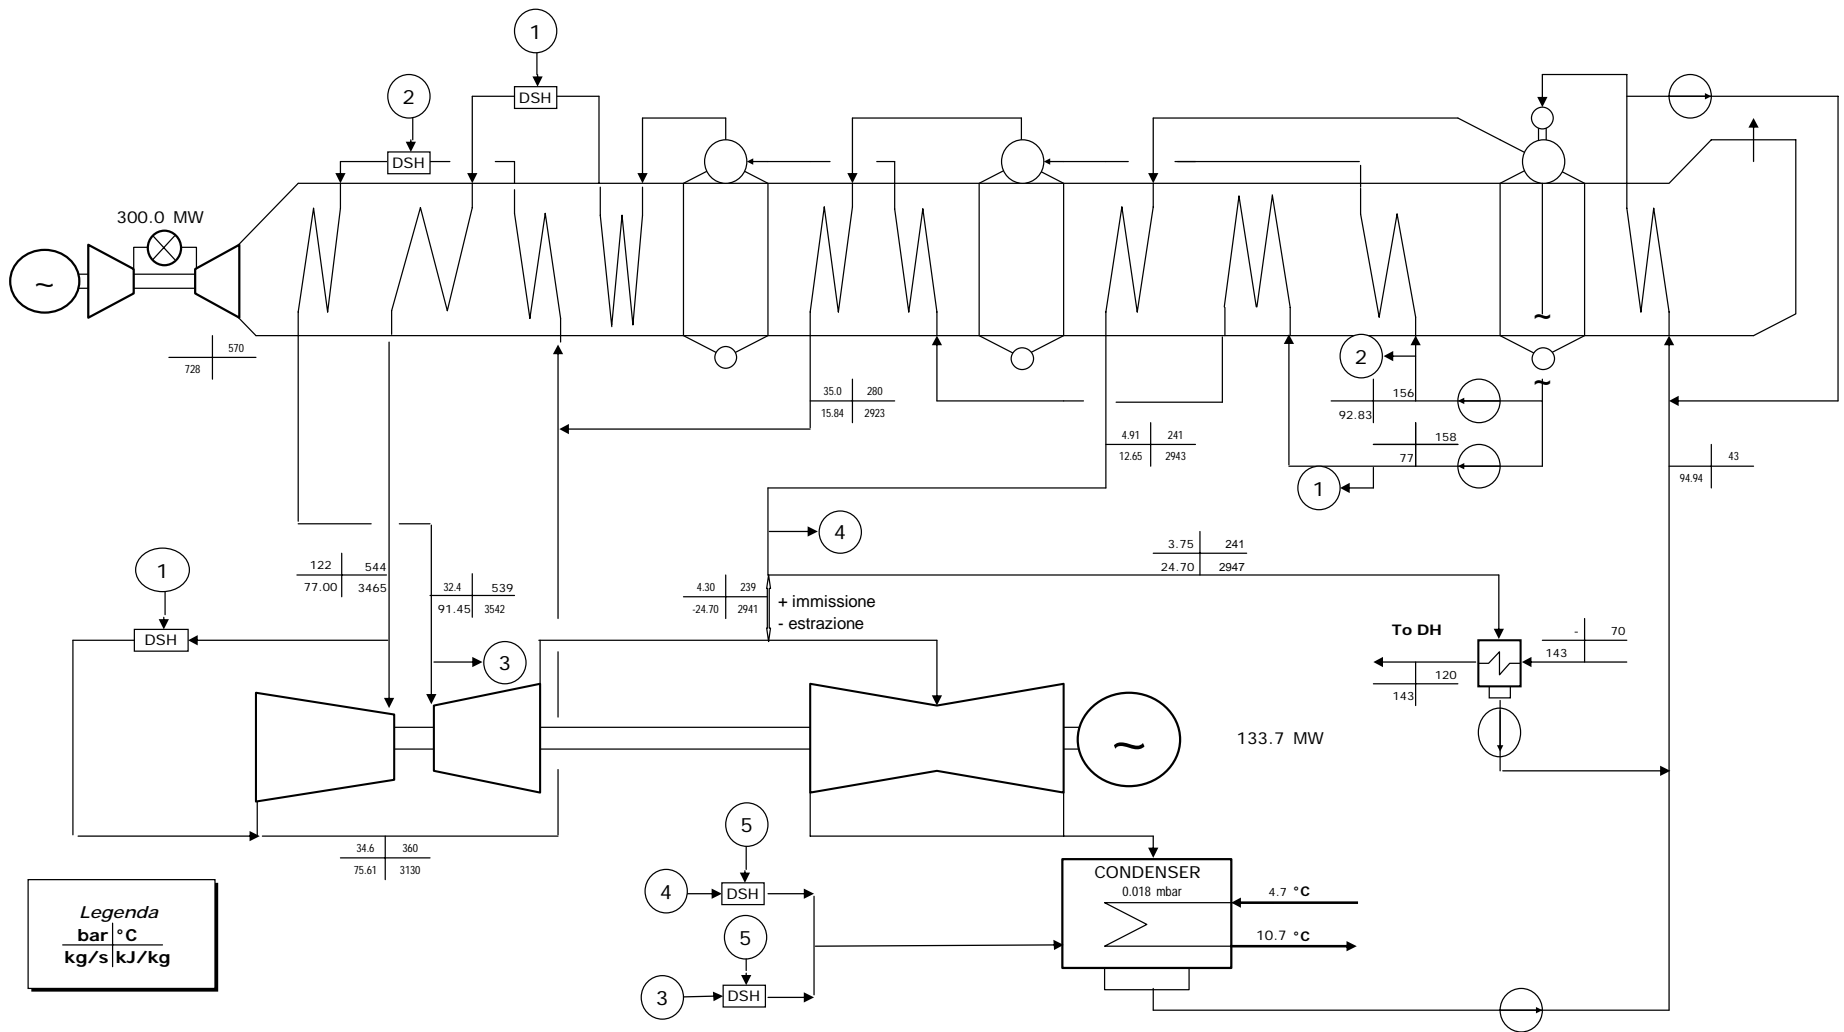 1
2
DSH
DSH
300.0 MW
~
570
728
~
~
2
156
92.83
35.0 280
15.84 2923
4.91 241
12.65 2943
158
77
43
94.94
1
4
3.75 241
24.70 2947
1
122 544
77.00 3465
32.4 539
91.45 3542
4.30 239
-24.70 2941
+ immissione
- estrazione
DSH
3
To DH
- 70
143
120
143
~
133.7 MW
34.6 360
75.61 3130
5
4
DSH
5
3
DSH
CONDENSER
0.018 mbar
4.7 °C
10.7 °C
Legenda
bar °C
kg/s kJ/kg